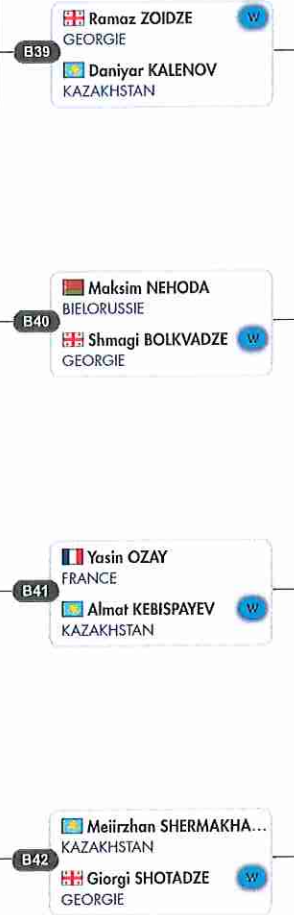 Ramaz ZOIDZE W
GEORGIE
B39
Daniyar KALENOV
KAZAKHSTAN
Maksim NEHODA
BIELORUSSIE
B40
Shmagi BOLKVADZE W
GEORGIE
Yasin OZAY
FRANCE
B41
Almat KEBISPAYEV W
KAZAKHSTAN
Meiirzhan SHERMAKHA...
KAZAKHSTAN
B42
Giorgi SHOTADZE W
GEORGIE